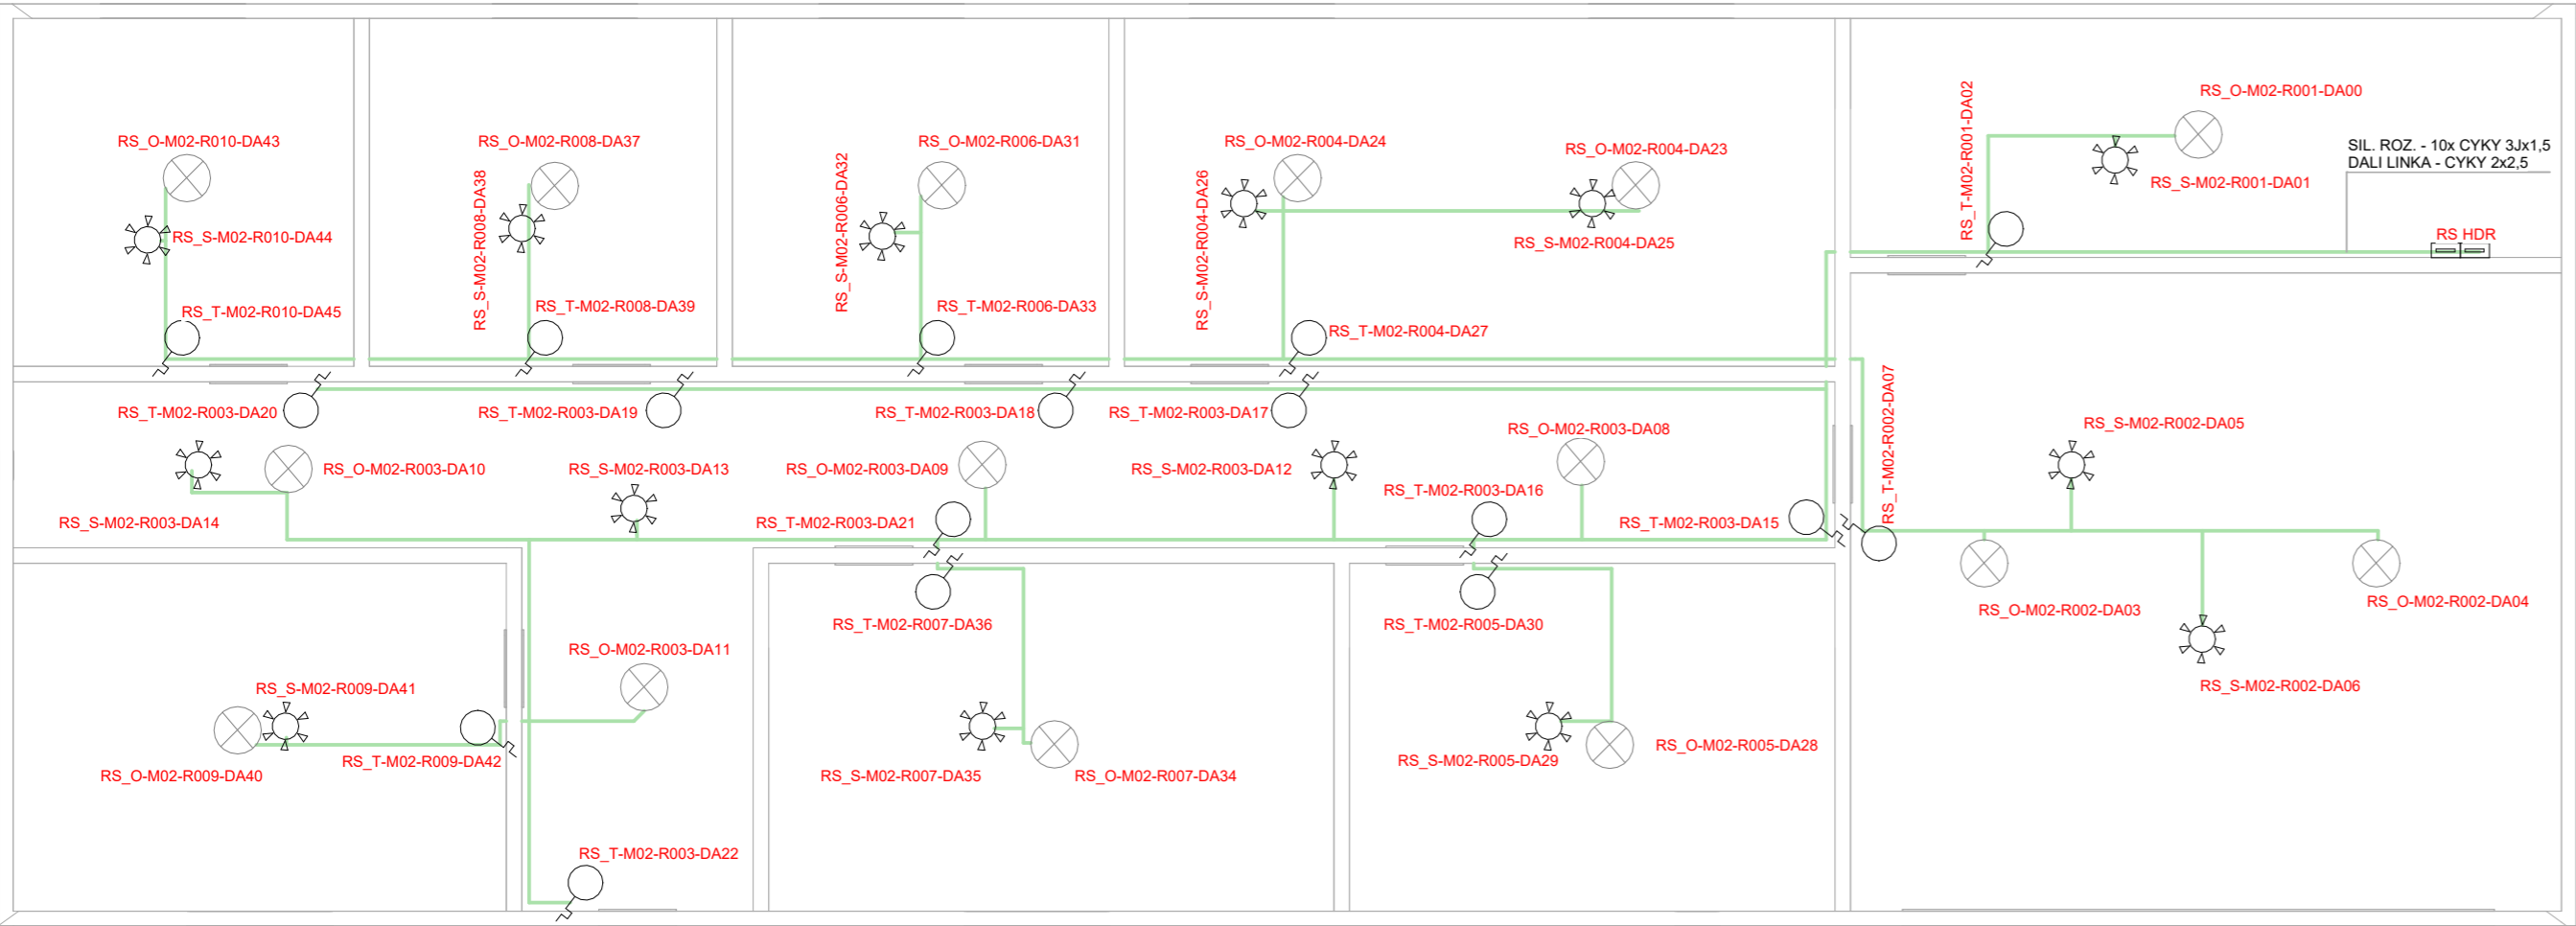 RS_O-M02-R001-DA00
RS_T-M02-R001-DA02
SIL. ROZ. - 10x CYKY 3Jx1,5
DALI LINKA - CYKY 2x2,5
RS_S-M02-R001-DA01
RS HDR
RS_O-M02-R010-DA43
RS_O-M02-R008-DA37
RS_O-M02-R006-DA31
RS_O-M02-R004-DA24
RS_O-M02-R004-DA23
RS_S-M02-R010-DA44
RS_S-M02-R008-DA38
RS_S-M02-R006-DA32
RS_S-M02-R004-DA26
RS_S-M02-R004-DA25
RS_T-M02-R010-DA45
RS_T-M02-R008-DA39
RS_T-M02-R006-DA33
RS_T-M02-R004-DA27
RS_T-M02-R003-DA20
RS_T-M02-R003-DA19
RS_T-M02-R003-DA18
RS_T-M02-R003-DA17
RS_T-M02-R002-DA07
RS_S-M02-R002-DA05
RS_O-M02-R003-DA08
RS_O-M02-R003-DA10
RS_S-M02-R003-DA13
RS_O-M02-R003-DA09
RS_S-M02-R003-DA12
RS_T-M02-R003-DA16
RS_S-M02-R003-DA14
RS_T-M02-R003-DA21
RS_T-M02-R003-DA15
RS_O-M02-R002-DA03
RS_O-M02-R002-DA04
RS_T-M02-R007-DA36
RS_T-M02-R005-DA30
RS_O-M02-R003-DA11
RS_S-M02-R009-DA41
RS_S-M02-R002-DA06
RS_O-M02-R009-DA40
RS_T-M02-R009-DA42
RS_S-M02-R007-DA35
RS_O-M02-R007-DA34
RS_S-M02-R005-DA29
RS_O-M02-R005-DA28
RS_T-M02-R003-DA22